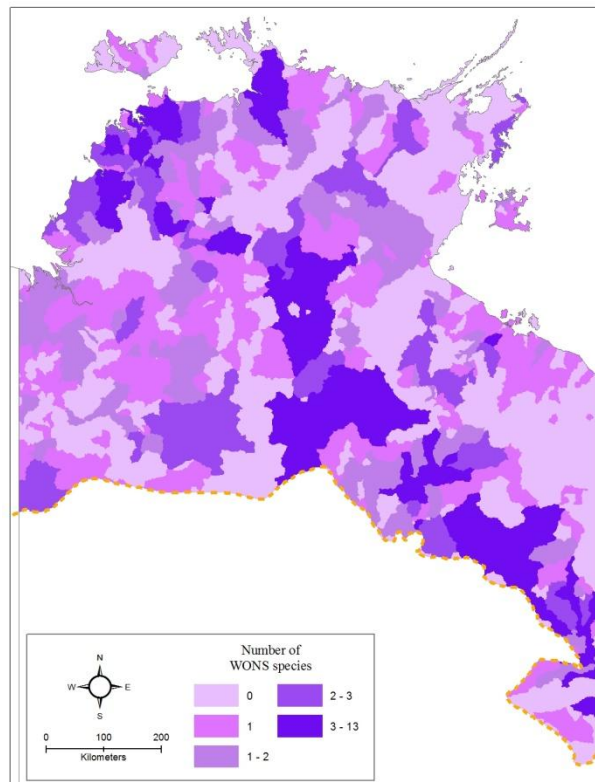 Number of
WONS species
N
W E
S
0 100 200
Kilometers
0
1
1 - 2
2 - 3
3 - 13